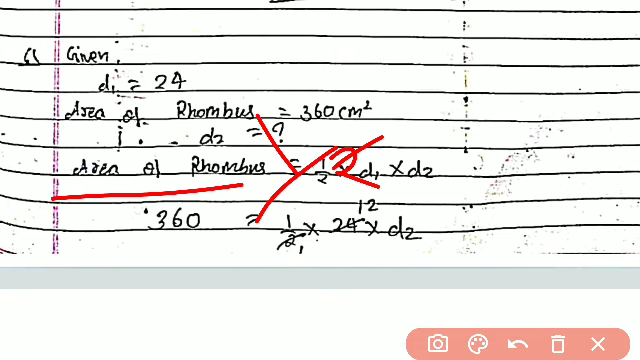 Q Given,
d₁ = 24
Area of Rhombus = 360 cm²
d2 = ?
Area of Rhombus = 1/2 × d₁ × d2
360 = 1/2 × 24 × d2
12
1